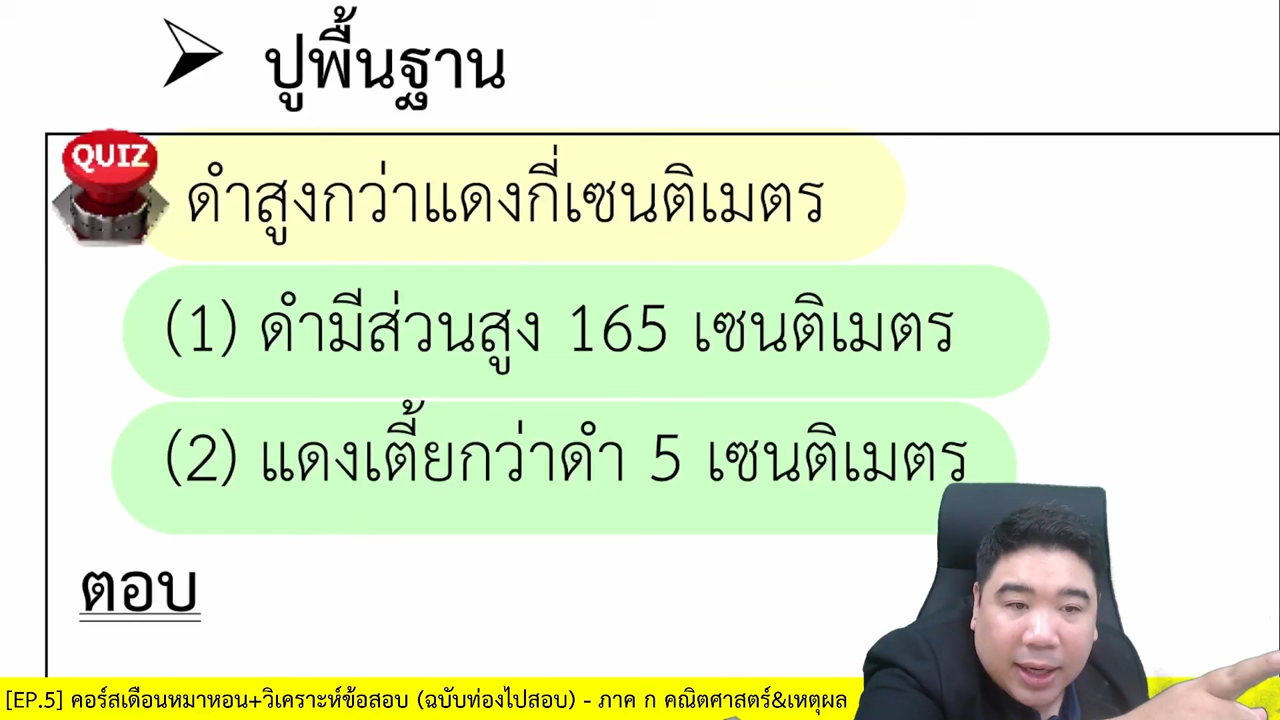 ปูพื้นฐาน
QUIZ
ดำสูงกว่าแดงกี่เซนติเมตร
(1) ดำมีส่วนสูง 165 เซนติเมตร
(2) แดงเตี้ยกว่าดำ 5 เซนติเมตร
ตอบ
[EP.5] คอร์สเดือนหมาหอน+วิเคราะห์ข้อสอบ (ฉบับท่องไปสอบ) - ภาค ก คณิตศาสตร์&เหตุผล